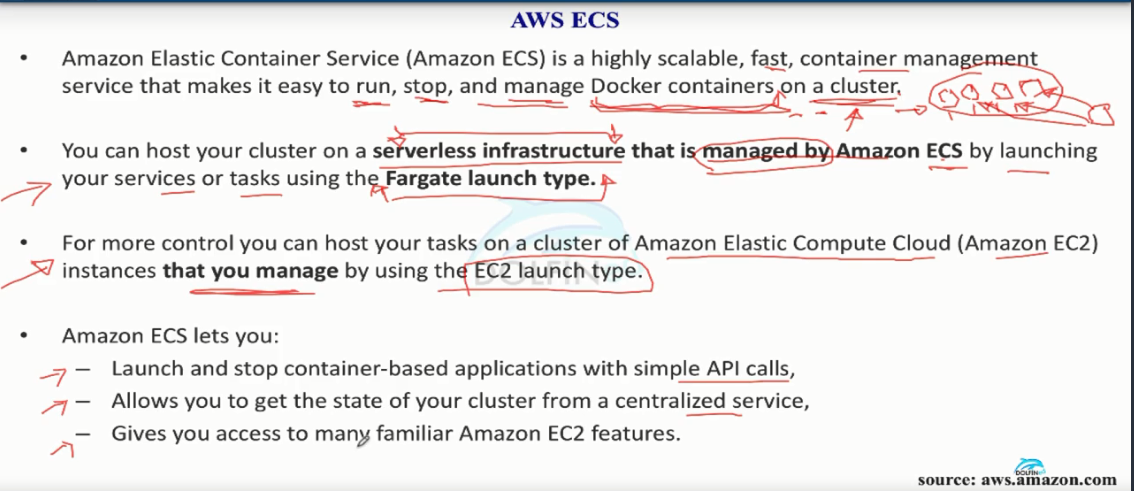 AWS ECS
• Amazon Elastic Container Service (Amazon ECS) is a highly scalable, fast, container management
service that makes it easy to run, stop, and manage Docker containers on a cluster.
• You can host your cluster on a serverless infrastructure that is managed by Amazon ECS by launching
your services or tasks using the Fargate launch type.
• For more control you can host your tasks on a cluster of Amazon Elastic Compute Cloud (Amazon EC2)
instances that you manage by using the EC2 launch type.
DOLFIN
• Amazon ECS lets you:
– Launch and stop container-based applications with simple API calls,
– Allows you to get the state of your cluster from a centralized service,
– Gives you access to many familiar Amazon EC2 features.
DOLFIN
source: aws.amazon.com